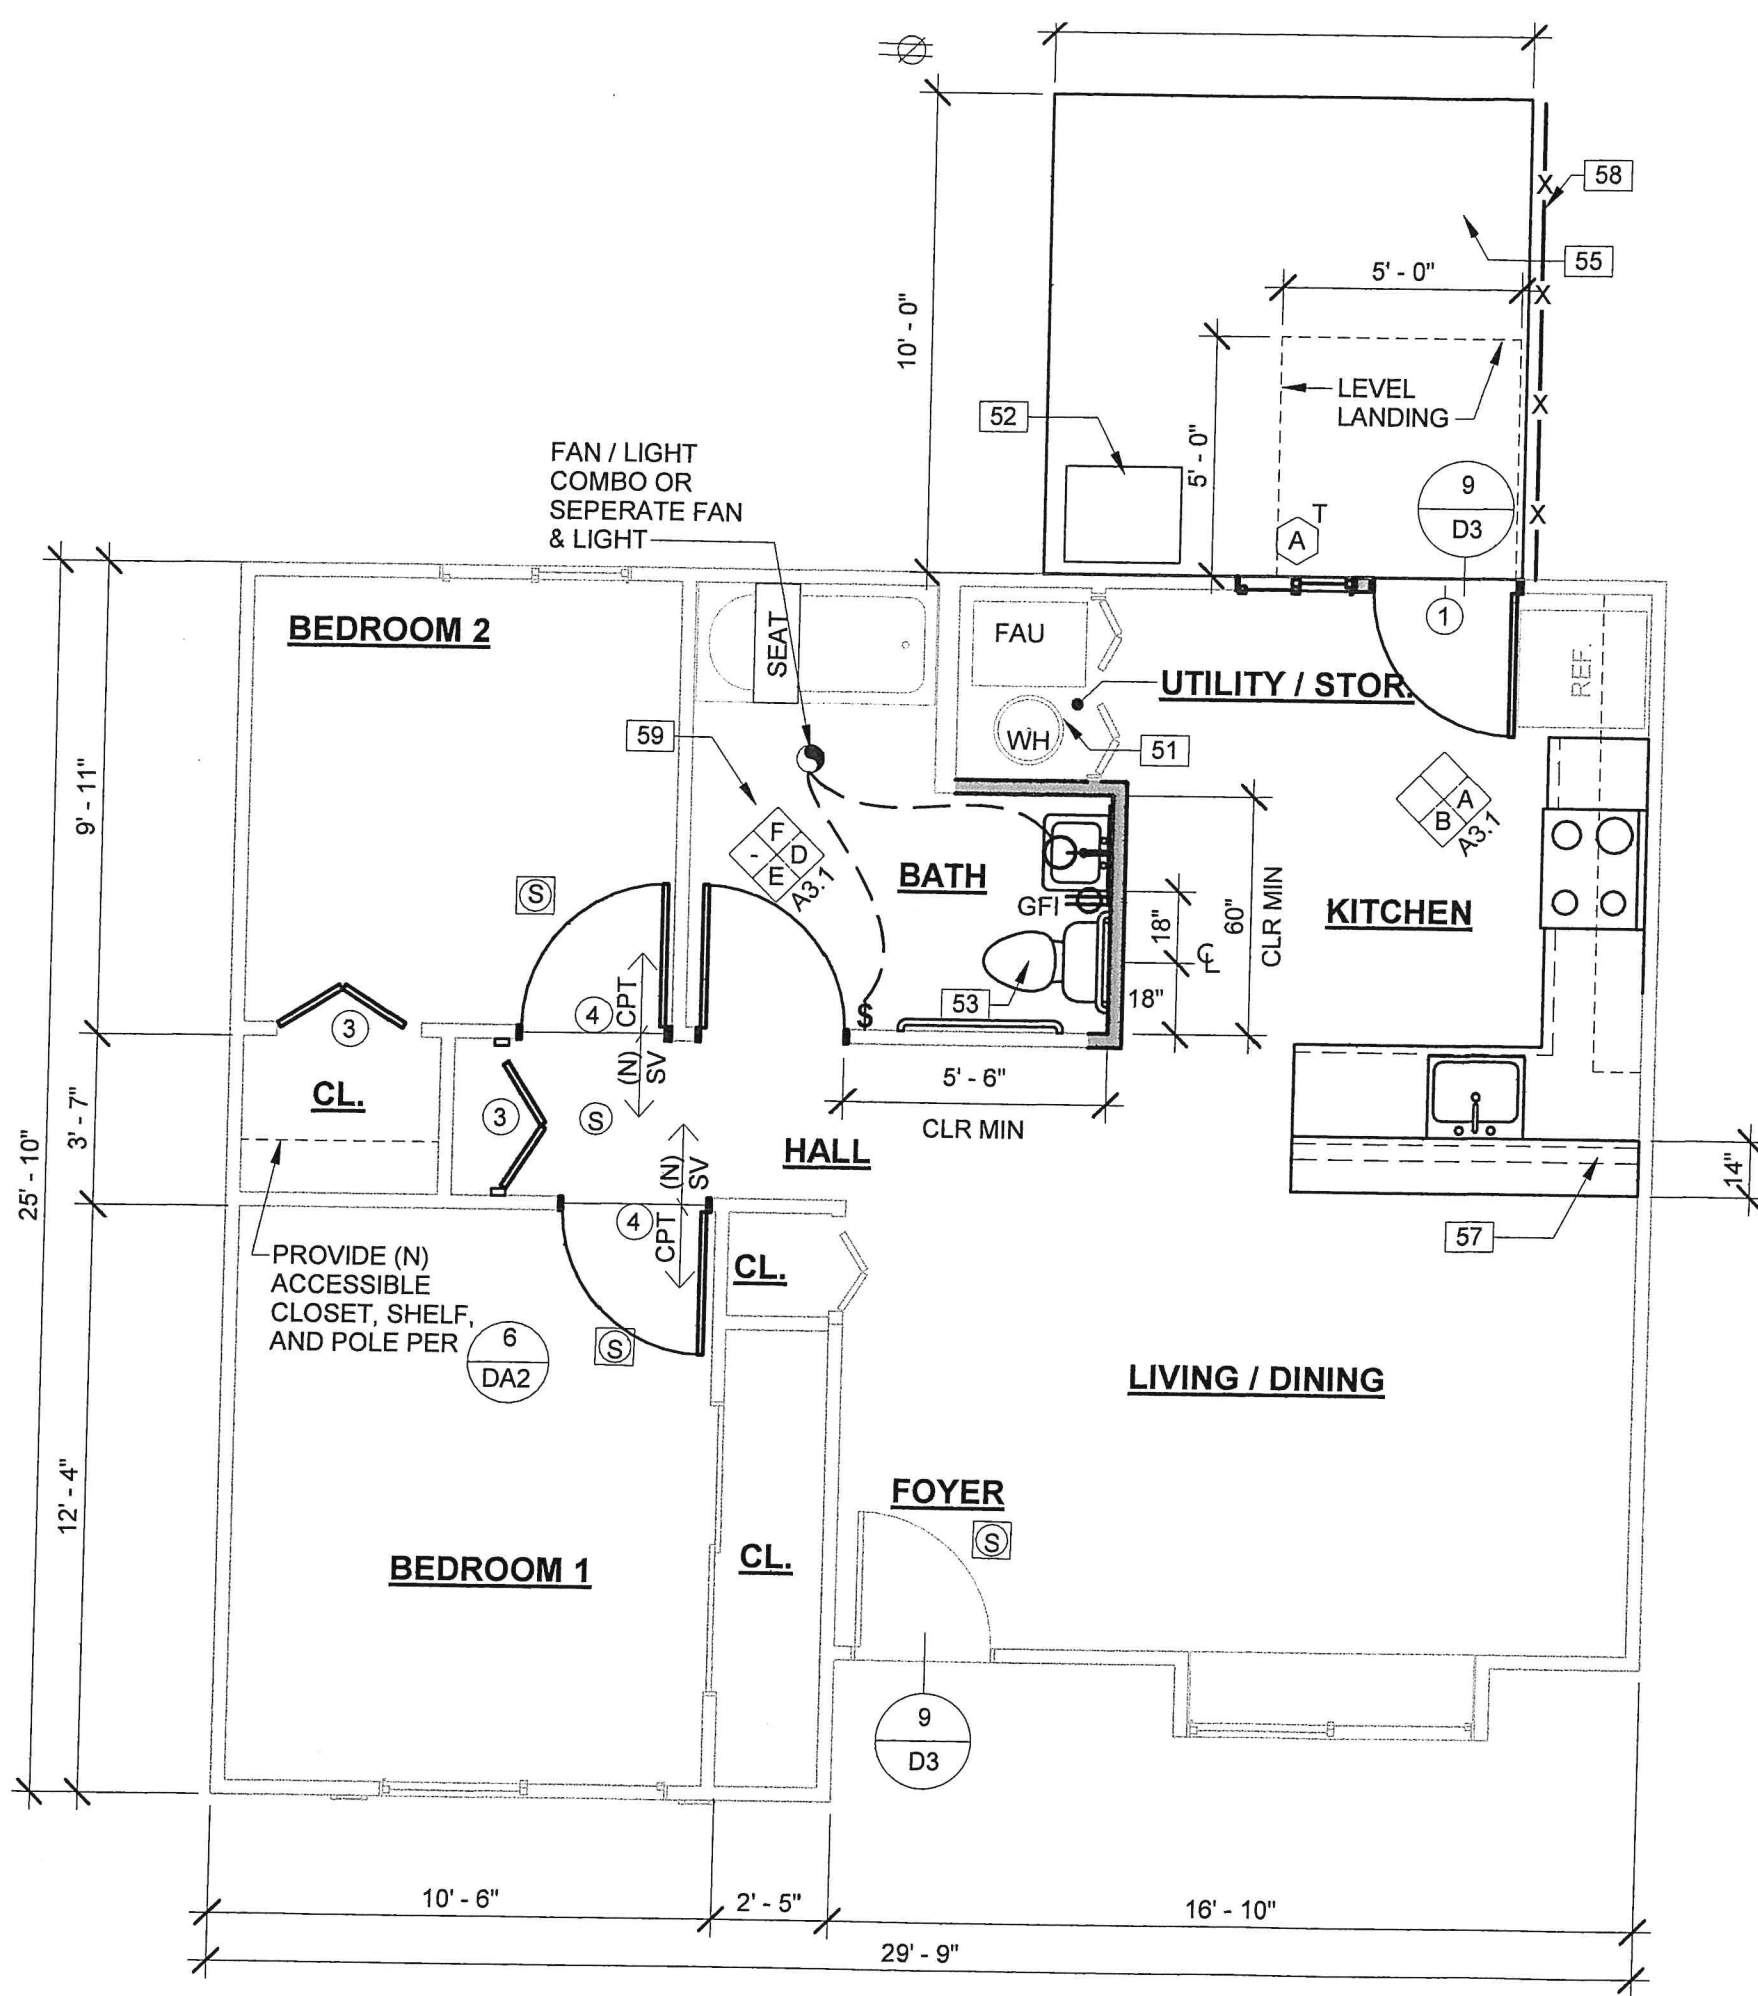 58
55
5' - 0"
10' - 0"
LEVEL
LANDING
52
5' - 0"
9
D3
T
A
FAN / LIGHT
COMBO OR
SEPERATE FAN
& LIGHT
BEDROOM 2
SEAT
FAU
1
UTILITY / STOR.
REF.
59
WH
51
9' - 11"
F
- D
E
A3.1
A
B
A3.1
BATH
S
GFI
18"
60"
CLR MIN
KITCHEN
CL
53
18"
$
3
4
CPT
(N)
SV
5' - 6"
CLR MIN
CL.
3
S
3' - 7"
25' - 10"
HALL
(N)
SV
14"
4
CPT
57
PROVIDE (N)
ACCESSIBLE
CLOSET, SHELF,
AND POLE PER
6
DA2
CL.
S
LIVING / DINING
12' - 4"
FOYER
S
BEDROOM 1
CL.
9
D3
10' - 6"
2' - 5"
16' - 10"
29' - 9"
X
X
X
X